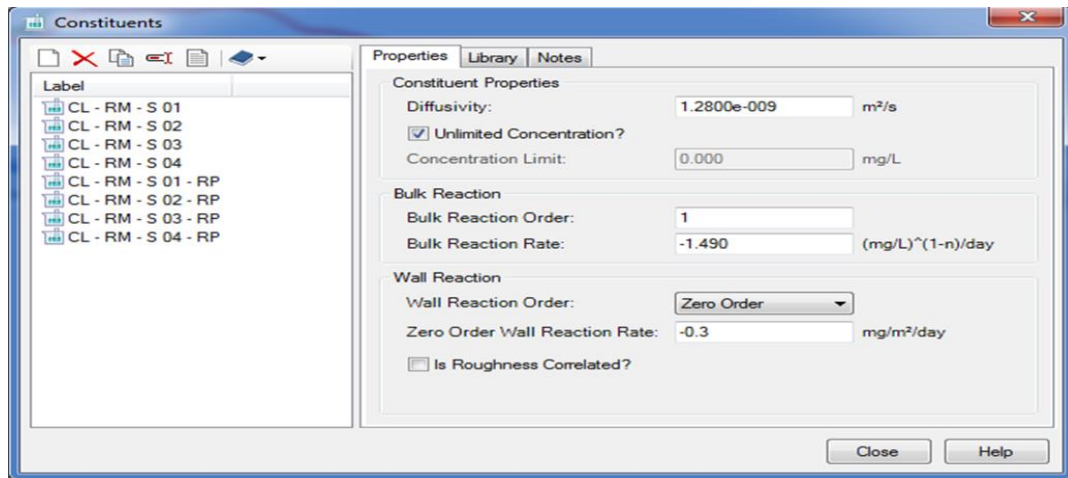 Constituents
Label
CL - RM - S 01
CL - RM - S 02
CL - RM - S 03
CL - RM - S 04
CL - RM - S 01 - RP
CL - RM - S 02 - RP
CL - RM - S 03 - RP
CL - RM - S 04 - RP
Properties Library Notes
Constituent Properties
Diffusivity: 1.2800e-009 m²/s
Unlimited Concentration?
Concentration Limit: 0.000 mg/L
Bulk Reaction
Bulk Reaction Order: 1
Bulk Reaction Rate: -1.490 (mg/L)^(1-n)/day
Wall Reaction
Wall Reaction Order: Zero Order
Zero Order Wall Reaction Rate: -0.3 mg/m²/day
Is Roughness Correlated?
Close Help